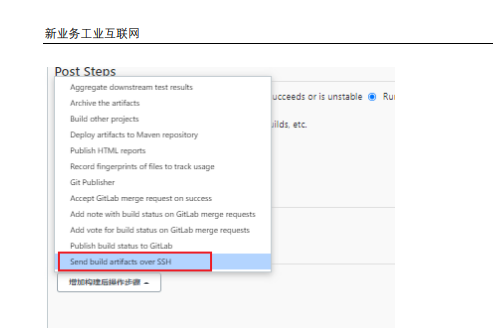 新业务工业互联网
Post Steps
Aggregate downstream test results
ucceeds or is unstable
Archive the artifacts
Build other projects
uilds, etc.
Deploy artifacts to Maven repository
Publish HTML reports
Record fingerprints of files to track usage
Git Publisher
Accept GitLab merge request on success
Add note with build status on GitLab merge requests
Add vote for build status on GitLab merge requests
Publish build status to GitLab
Send build artifacts over SSH
增加构建后操作步骤